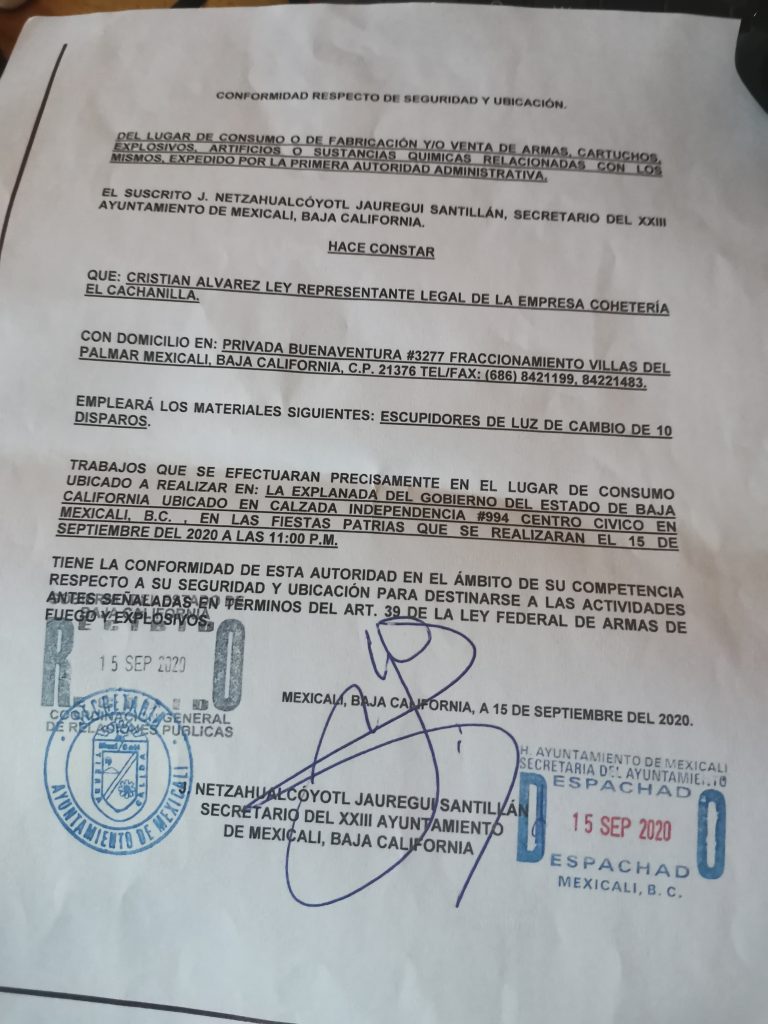 CONFORMIDAD RESPECTO DE SEGURIDAD Y UBICACIÓN.
DEL LUGAR DE CONSUMO O DE FABRICACIÓN Y/O VENTA DE ARMAS, CARTUCHOS,
EXPLOSIVOS, ARTIFICIOS O SUSTANCIAS QUIMICAS RELACIONADAS CON LOS
MISMOS, EXPEDIDO POR LA PRIMERA AUTORIDAD ADMINISTRATIVA.
EL SUSCRITO J. NETZAHUALCÓYOTL JAUREGUI SANTILLÁN, SECRETARIO DEL XXIII
AYUNTAMIENTO DE MEXICALI, BAJA CALIFORNIA.
HACE CONSTAR
QUE: CRISTIAN ALVAREZ LEY REPRESENTANTE LEGAL DE LA EMPRESA COHETERÍA
EL CACHANILLA.
CON DOMICILIO EN: PRIVADA BUENAVENTURA #3277 FRACCIONAMIENTO VILLAS DEL
PALMAR MEXICALI, BAJA CALIFORNIA, C.P. 21376 TEL/FAX: (686) 8421199, 84221483.
EMPLEARÁ LOS MATERIALES SIGUIENTES: ESCUPIDORES DE LUZ DE CAMBIO DE 10
DISPAROS.
TRABAJOS QUE SE EFECTUARAN PRECISAMENTE EN EL LUGAR DE CONSUMO
UBICADO A REALIZAR EN: LA EXPLANADA DEL GOBIERNO DEL ESTADO DE BAJA
CALIFORNIA UBICADO EN CALZADA INDEPENDENCIA #994 CENTRO CIVICO EN
MEXICALI, B.C. , EN LAS FIESTAS PATRIAS QUE SE REALIZARAN EL 15 DE
SEPTIEMBRE DEL 2020 A LAS 11:00 P.M.
TIENE LA CONFORMIDAD DE ESTA AUTORIDAD EN EL ÁMBITO DE SU COMPETENCIA
RESPECTO A SU SEGURIDAD Y UBICACIÓN PARA DESTINARSE A LAS ACTIVIDADES
ANTES SEÑALADAS EN TÉRMINOS DEL ART. 39 DE LA LEY FEDERAL DE ARMAS DE
FUEGO Y EXPLOSIVOS.
BAJA CALIFORNIA
15 SEP 2020
COORDINACIÓN GENERAL
DE RELACIONES PUBLICAS
MEXICALI, BAJA CALIFORNIA, A 15 DE SEPTIEMBRE DEL 2020.
SECRETARIA
AYUNTAMIENTO DE MEXICALI
J. NETZAHUALCÓYOTL JAUREGUI SANTILLÁN
SECRETARIO DEL XXIII AYUNTAMIENTO
DE MEXICALI, BAJA CALIFORNIA
H. AYUNTAMIENTO DE MEXICALI
SECRETARIA DEL AYUNTAMIENTO
DESPACHADO
15 SEP 2020
DESPACHADO
MEXICALI, B. C.